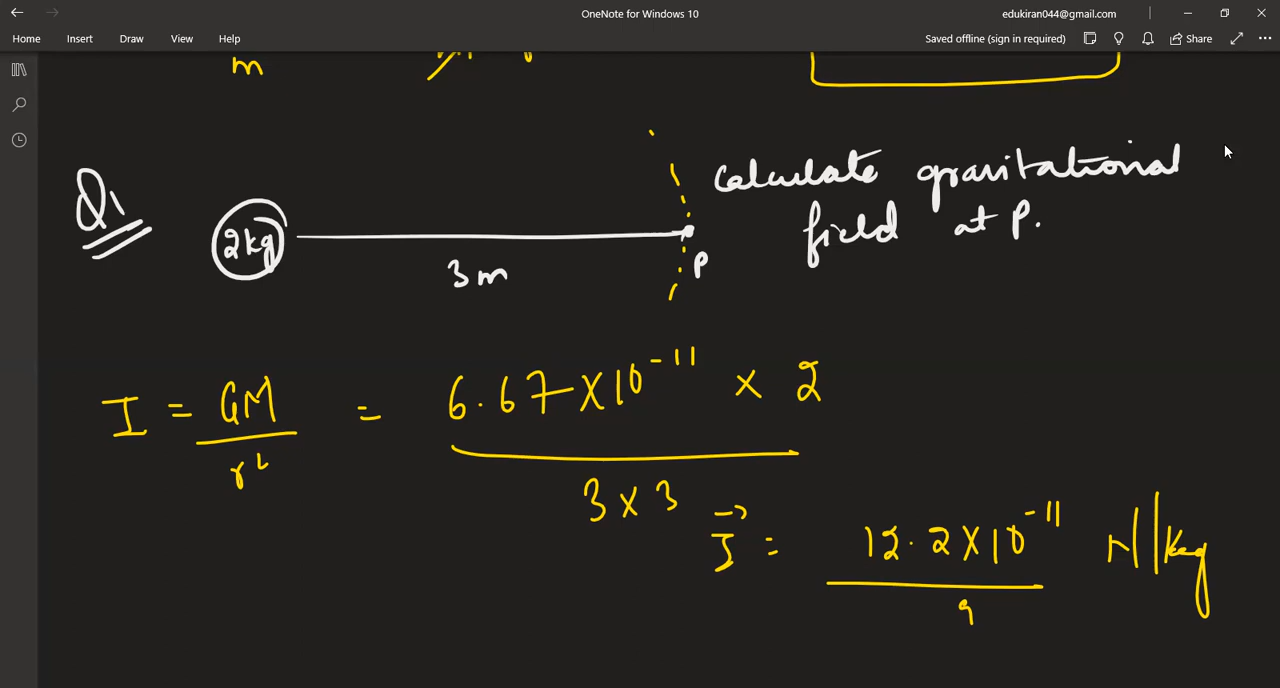 OneNote for Windows 10
edukiran044@gmail.com
Home Insert Draw View Help
Saved offline (sign in required) Share
m
Q1
2kg
3 m
P
calculate gravitational
field at P.
I = GM / r² = 6.67 × 10⁻¹¹ × 2 / 3 × 3
I⃗ = 12.2 × 10⁻¹¹ / 9 N/kg